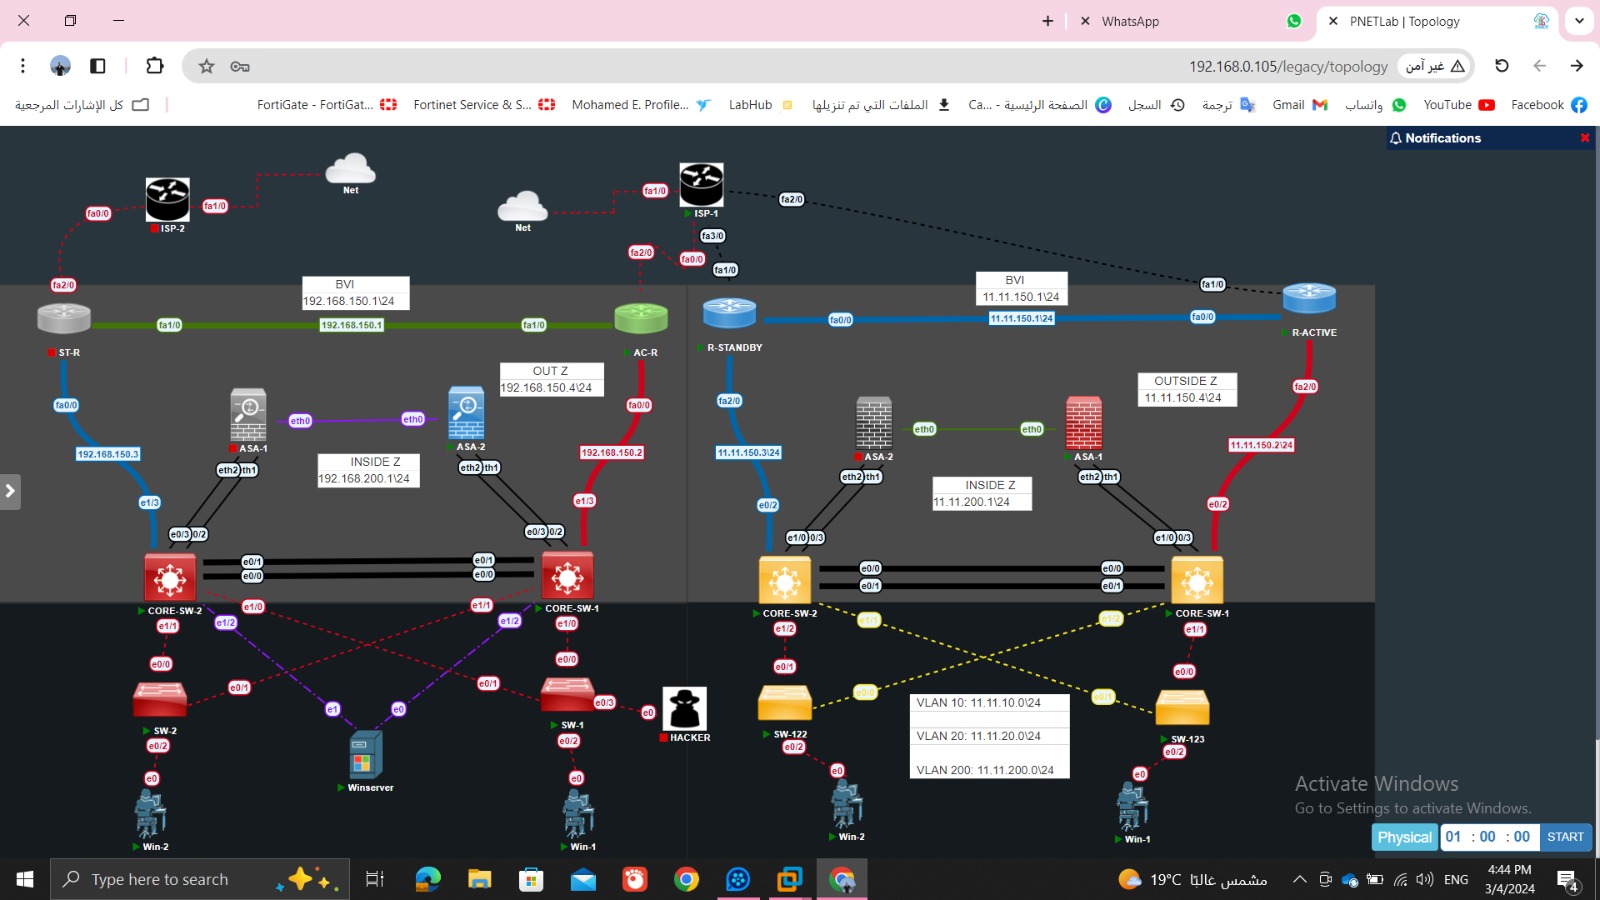 WhatsApp
PNETLab | Topology
192.168.0.105/legacy/topology
غير آمن
كل الإشارات المرجعية
FortiGate - FortiGat...
Fortinet Service & S...
Mohamed E. Profile...
LabHub
الملفات التي تم تنزيلها
Ca... - الصفحة الرئيسية
السجل
ترجمة
Gmail
واتساب
YouTube
Facebook
Notifications
Net
ISP-2
fa0/0
fa1/0
fa2/0
Net
ISP-1
fa1/0
fa2/0
fa3/0
fa2/0
fa0/0
fa1/0
fa1/0
BVI
192.168.150.1\24
BVI
11.11.150.1\24
fa1/0
192.168.150.1
fa1/0
fa0/0
11.11.150.1\24
fa0/0
ST-R
AC-R
R-STANDBY
R-ACTIVE
OUT Z
192.168.150.4\24
OUTSIDE Z
11.11.150.4\24
fa0/0
eth0
eth0
fa0/0
fa2/0
eth0
eth0
fa2/0
ASA-1
ASA-2
ASA-2
ASA-1
192.168.150.3
192.168.150.2
11.11.150.3\24
11.11.150.2\24
INSIDE Z
192.168.200.1\24
INSIDE Z
11.11.200.1\24
eth2
th1
eth2
th1
eth2
th1
eth2
th1
e1/3
e1/3
e0/2
e0/2
e0/3
0/2
e0/3
0/2
e1/0
0/3
e1/0
0/3
e0/1
e0/1
e0/0
e0/0
e0/0
e0/0
e0/1
e0/1
CORE-SW-2
CORE-SW-1
CORE-SW-2
CORE-SW-1
e1/0
e1/1
e1/2
e1/2
e1/1
e1/0
e1/1
e1/2
e1/2
e1/1
e0/0
e0/0
e0/1
e0/0
e0/1
e0/1
e0/0
e0/1
SW-2
SW-1
e0/3
e0
HACKER
SW-122
SW-123
e1
e0
VLAN 10: 11.11.10.0\24
VLAN 20: 11.11.20.0\24
VLAN 200: 11.11.200.0\24
e0/2
e0/2
e0/2
e0/2
e0
e0
e0
e0
Winserver
Win-2
Win-1
Win-2
Win-1
Activate Windows
Go to Settings to activate Windows.
Physical
01 : 00 : 00
START
Type here to search
19°C مشمس غالبًا
ENG
4:44 PM
3/4/2024
4